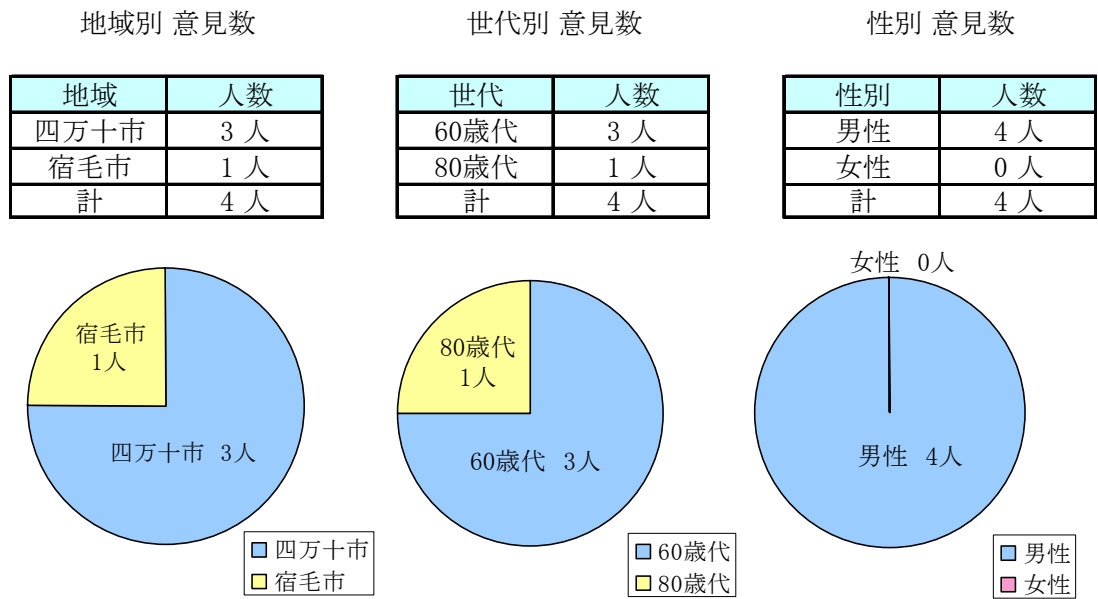 地域別 意見数
地域 人数
四万十市 3 人
宿毛市 1 人
計 4 人
宿毛市
1人
四万十市 3人
四万十市
宿毛市
世代別 意見数
世代 人数
60歳代 3 人
80歳代 1 人
計 4 人
80歳代
1人
60歳代 3人
60歳代
80歳代
性別 意見数
性別 人数
男性 4 人
女性 0 人
計 4 人
女性 0人
男性 4人
男性
女性